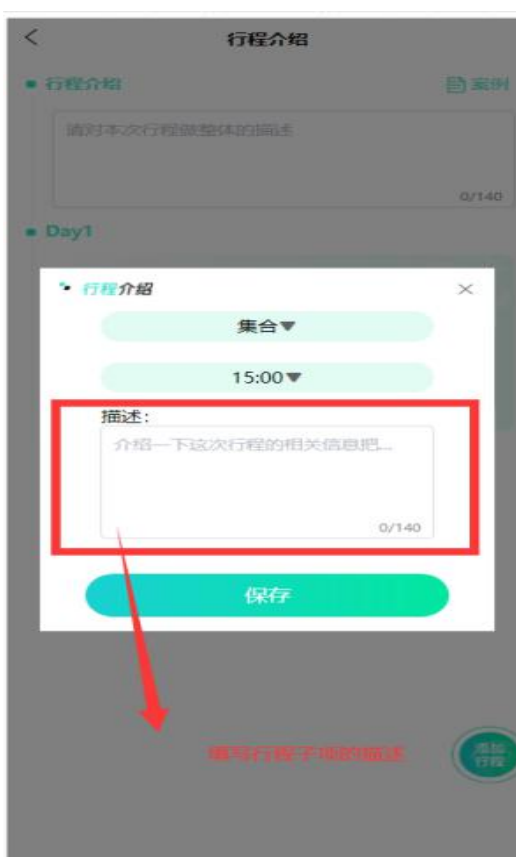 行程介绍
行程介绍 案例
请对本次行程做整体的描述
0/140
Day1
行程介绍
集合▼
15:00▼
描述：
介绍一下这次行程的相关信息把...
0/140
保存
填写行程子项的描述
添加
行程